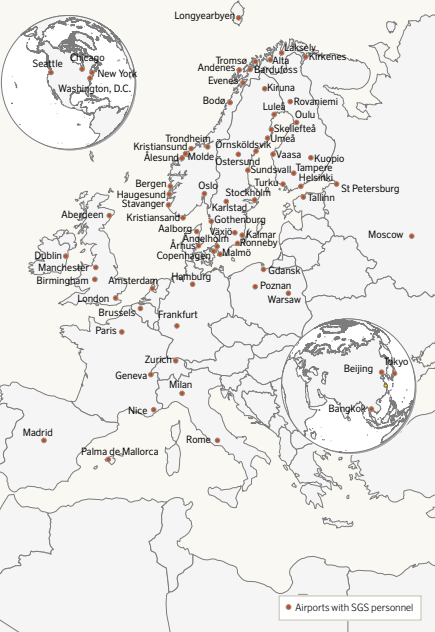 Longyearbyen
Seattle
Chicago
New York
Washington, D.C.
Tromsø
Andenes
Evenes
Lakselv
Alta
Bardufoss
Kirkenes
Kiruna
Bodø
Luleå
Rovaniemi
Oulu
Skellefteå
Umeå
Trondheim
Kristiansund
Ålesund
Molde
Örnsköldsvik
Östersund
Vaasa
Kuopio
Sundsvall
Tampere
Helsinki
Turku
St Petersburg
Tallinn
Bergen
Haugesund
Stavanger
Oslo
Stockholm
Karlstad
Kristiansand
Gothenburg
Aberdeen
Aalborg
Växjö
Kalmar
Moscow
Ängelholm
Ronneby
Århus
Copenhagen
Malmö
Dublin
Manchester
Birmingham
Amsterdam
Hamburg
Gdansk
London
Poznan
Warsaw
Brussels
Frankfurt
Paris
Zurich
Geneva
Milan
Nice
Tokyo
Beijing
Bangkok
Madrid
Rome
Palma de Mallorca
Airports with SGS personnel